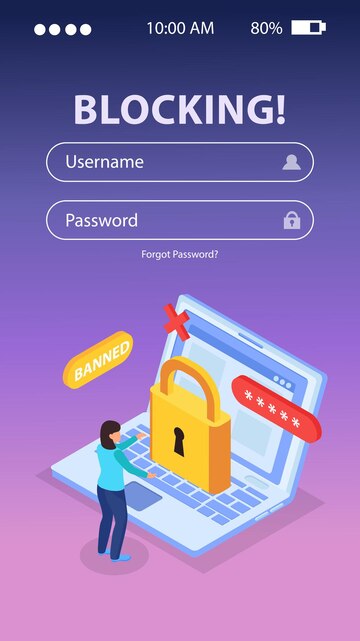 10:00 AM 80%
BLOCKING!
Username
Password
Forgot Password?
BANNED
*****